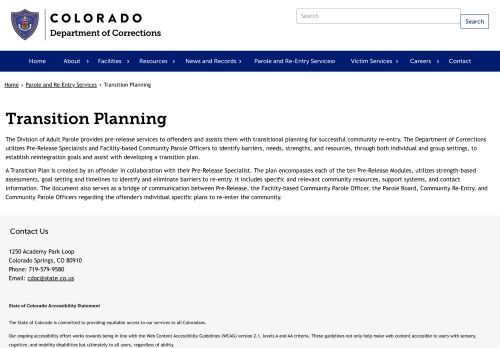 COLORADO
Department of Corrections
Search
Search
Home
About ›
Facilities ›
Resources ›
News and Records ›
Parole and Re-Entry Services›
Victim Services ›
Careers ›
Contact
Home › Parole and Re-Entry Services › Transition Planning
Transition Planning
The Division of Adult Parole provides pre-release services to offenders and assists them with transitional planning for successful community re-entry. The Department of Corrections
utilizes Pre-Release Specialists and Facility-based Community Parole Officers to identify barriers, needs, strengths, and resources, through both individual and group settings, to
establish reintegration goals and assist with developing a transition plan.
A Transition Plan is created by an offender in collaboration with their Pre-Release Specialist. The plan encompasses each of the ten Pre-Release Modules, utilizes strength-based
assessments, goal setting and timelines to identify and eliminate barriers to re-entry. It includes specific and relevant community resources, support systems, and contact
information. The document also serves as a bridge of communication between Pre-Release, the Facility-based Community Parole Officer, the Parole Board, Community Re-Entry, and
Community Parole Officers regarding the offender's individual specific plans to re-enter the community.
Contact Us
1250 Academy Park Loop
Colorado Springs, CO 80910
Phone: 719-579-9580
Email: cdoc@state.co.us
State of Colorado Accessibility Statement
The State of Colorado is committed to providing equitable access to our services to all Coloradans.
Our ongoing accessibility effort works towards being in line with the Web Content Accessibility Guidelines (WCAG) version 2.1, levels A and AA criteria. These guidelines not only help make web content accessible to users with sensory,
cognitive, and mobility disabilities but ultimately to all users, regardless of ability.